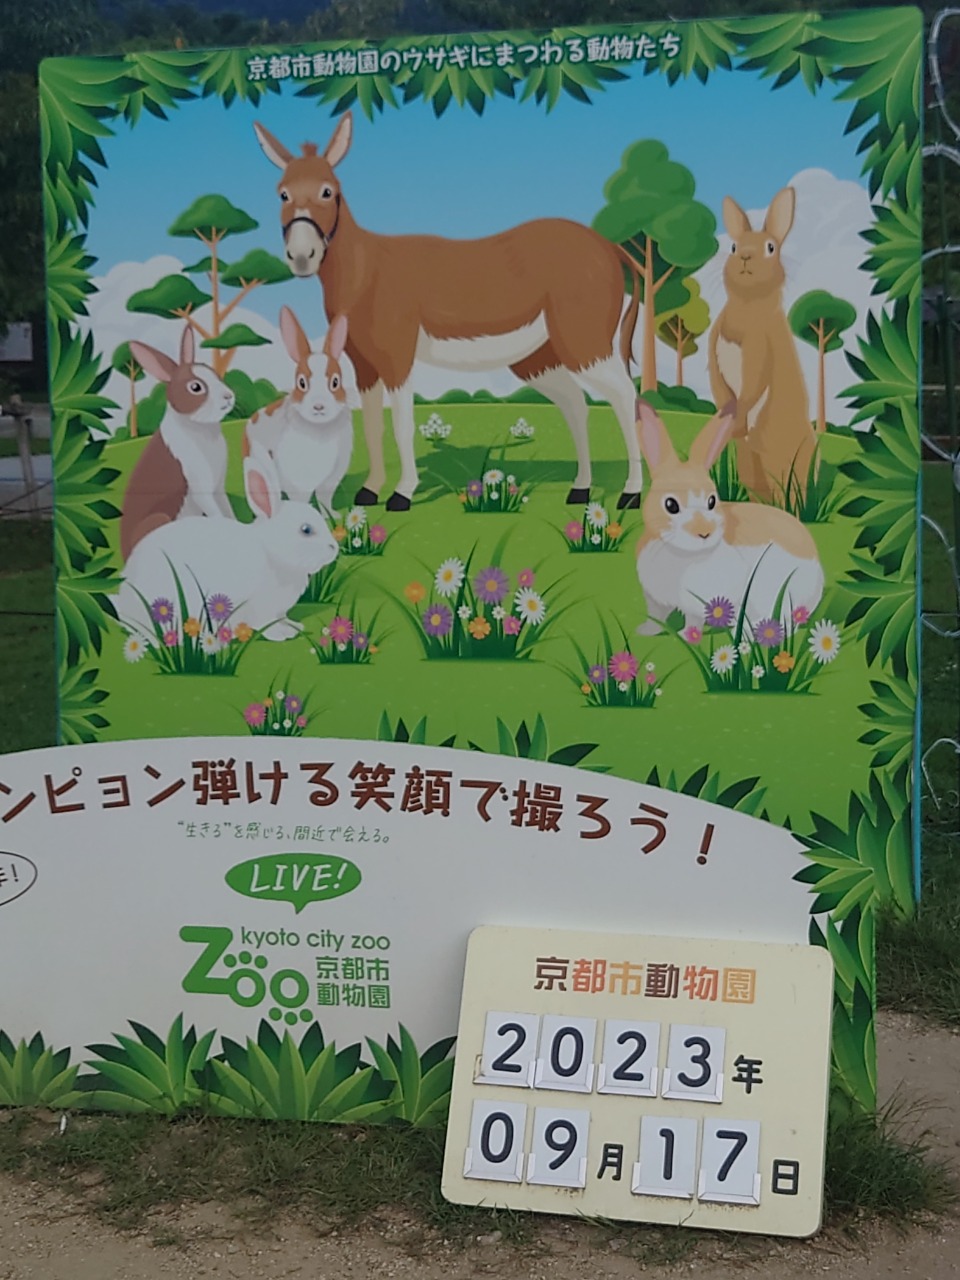 京都市動物園のウサギにまつわる動物たち
ンピョン弾ける笑顔で撮ろう！
“生きる”を感じる、間近で会える。
LIVE!
kyoto city zoo
Zoo 京都市
動物園
京都市動物園
2023年
09月17日